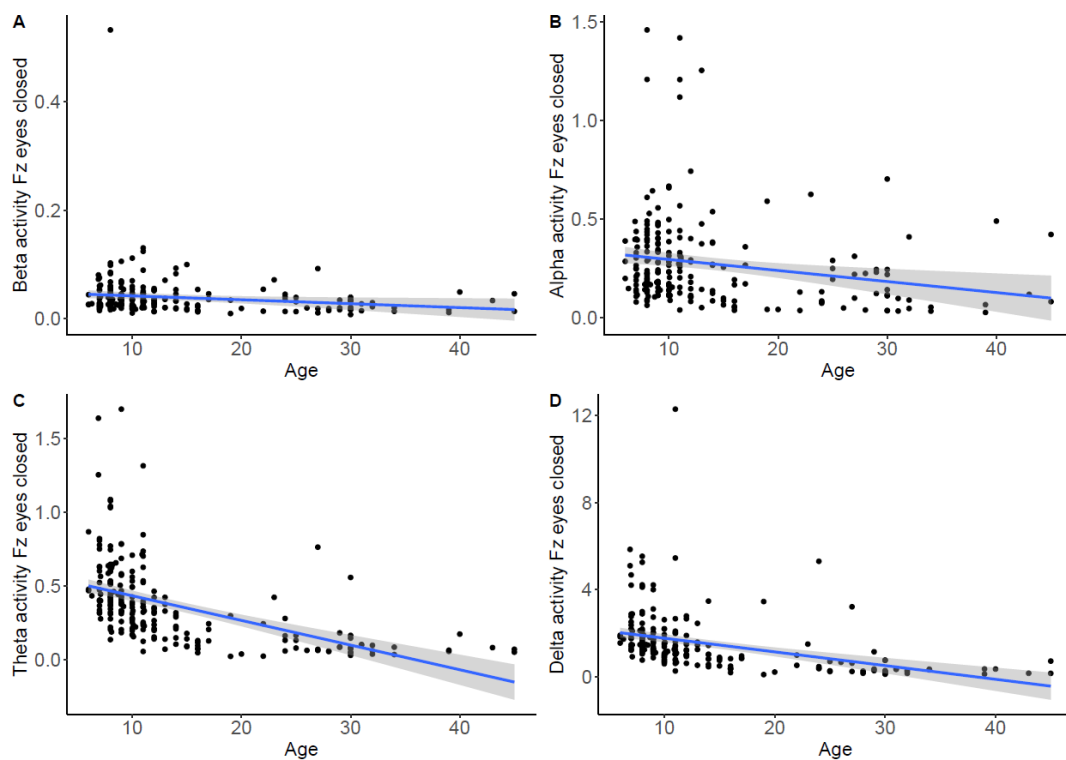 A
Beta activity Fz eyes closed
0.4
0.2
0.0
10 20 30 40
Age
B
Alpha activity Fz eyes closed
1.5
1.0
0.5
0.0
10 20 30 40
Age
C
Theta activity Fz eyes closed
1.5
1.0
0.5
0.0
10 20 30 40
Age
D
Delta activity Fz eyes closed
12
8
4
0
10 20 30 40
Age